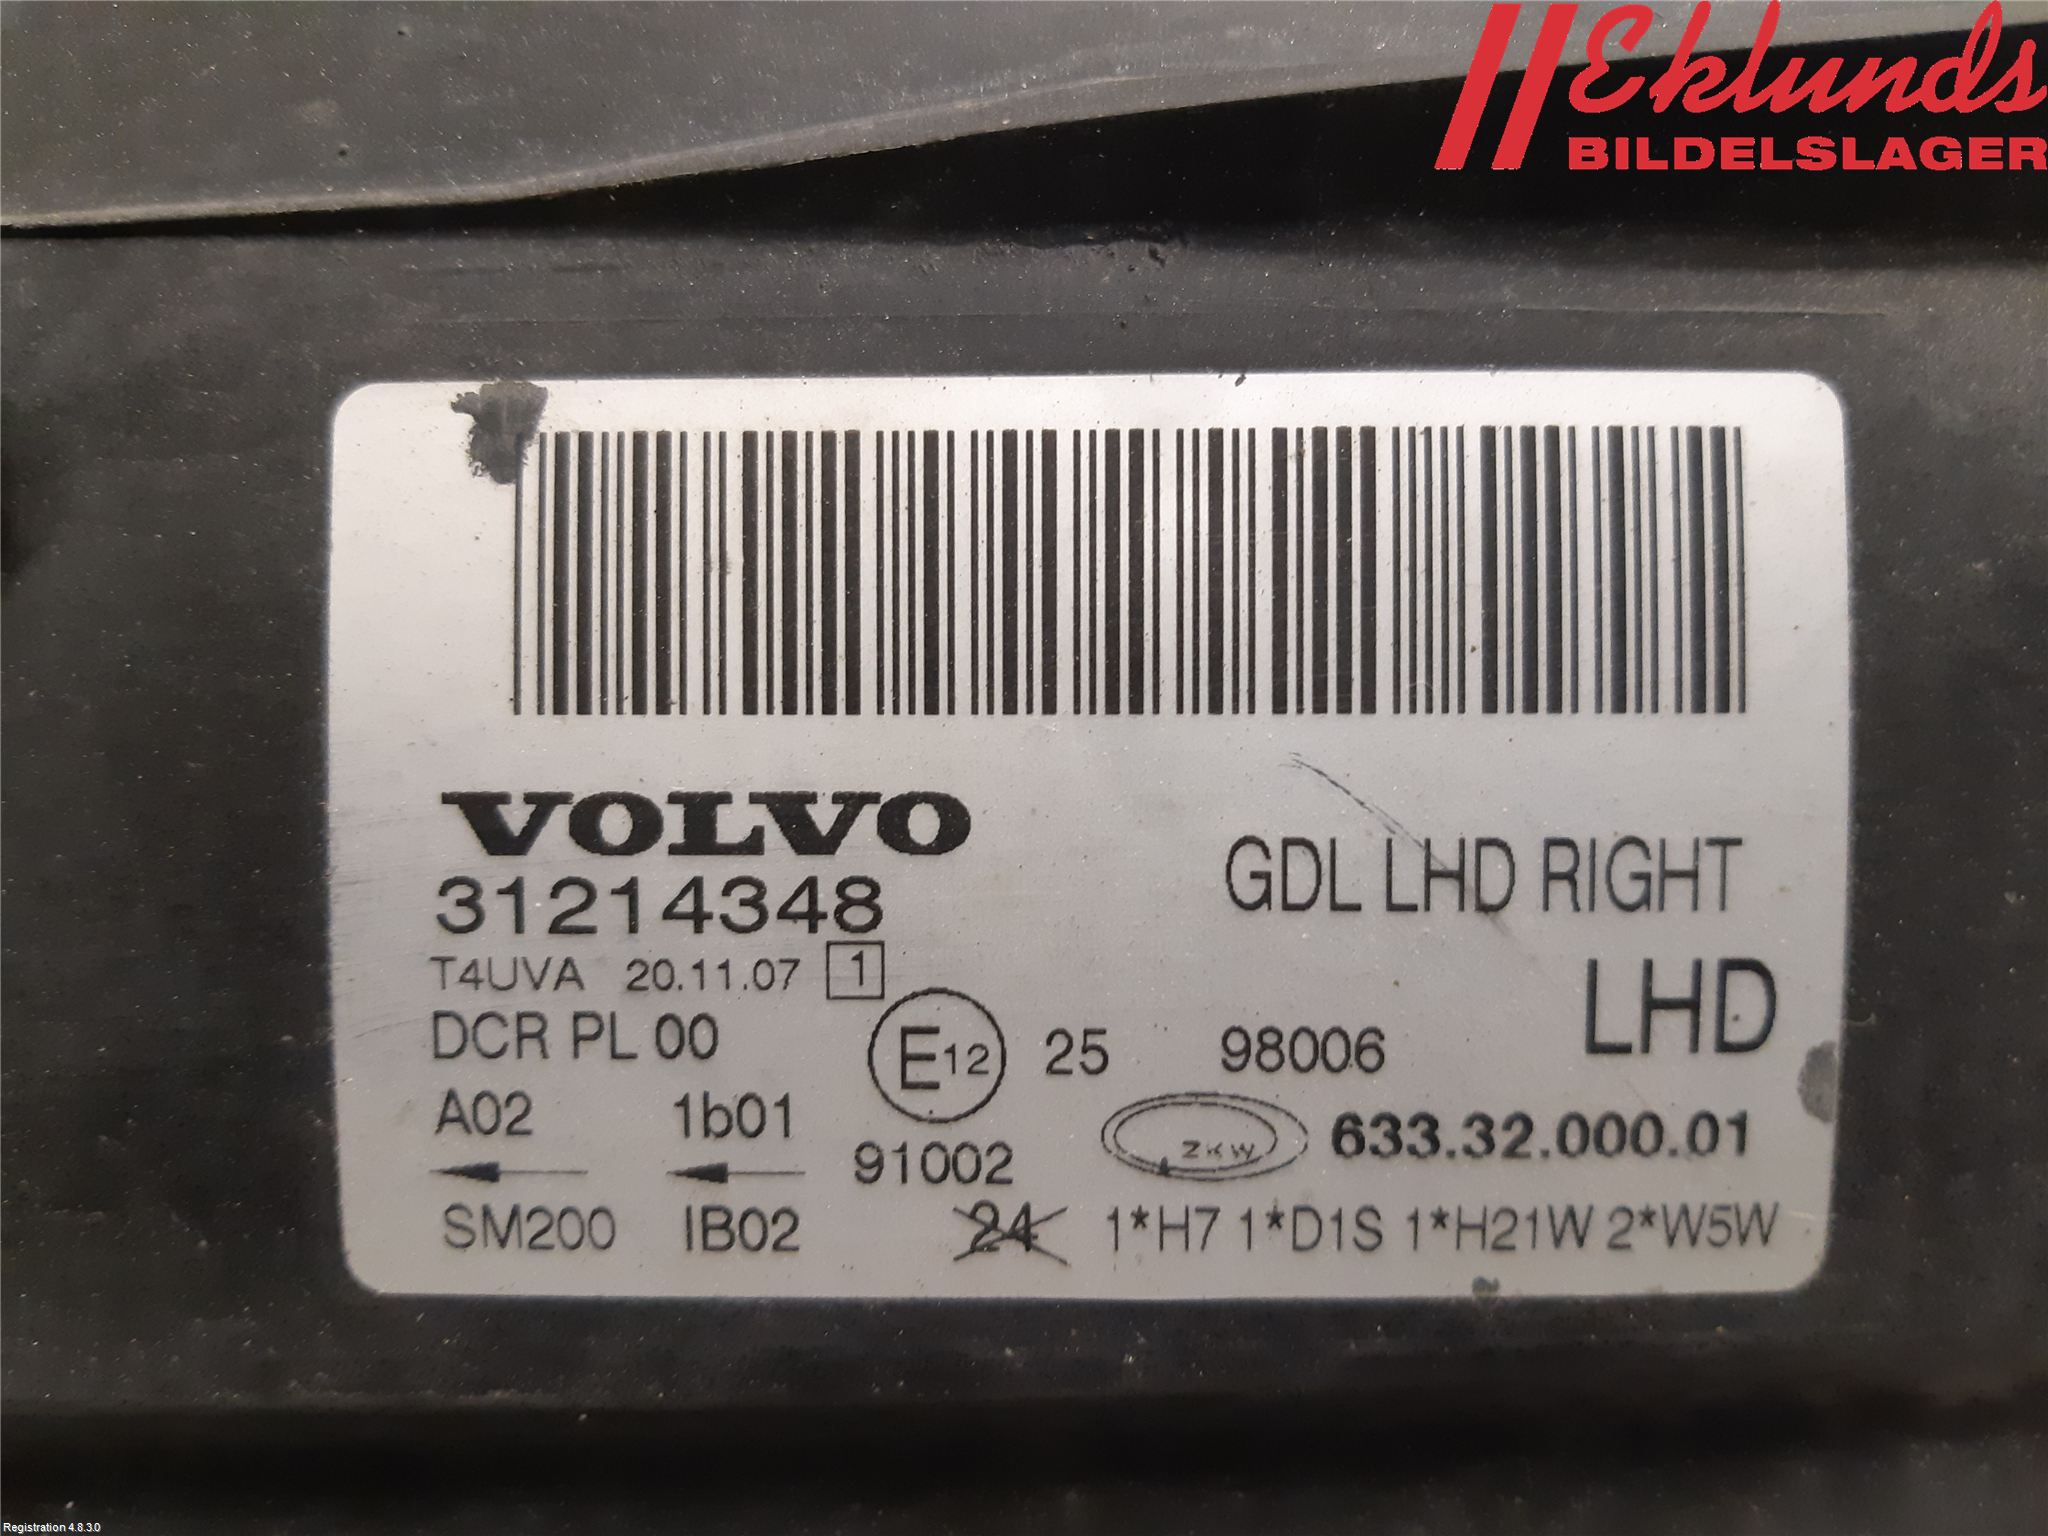 Eklunds
BILDELSLAGER
VOLVO
31214348
GDL LHD RIGHT
T4UVA 20.11.07 1
LHD
DCR PL 00
E12 25 98006
A02 1b01
ZKW 633.32.000.01
91002
SM200 IB02 24 1*H7 1*D1S 1*H21W 2*W5W
Registration 4.8.3.0